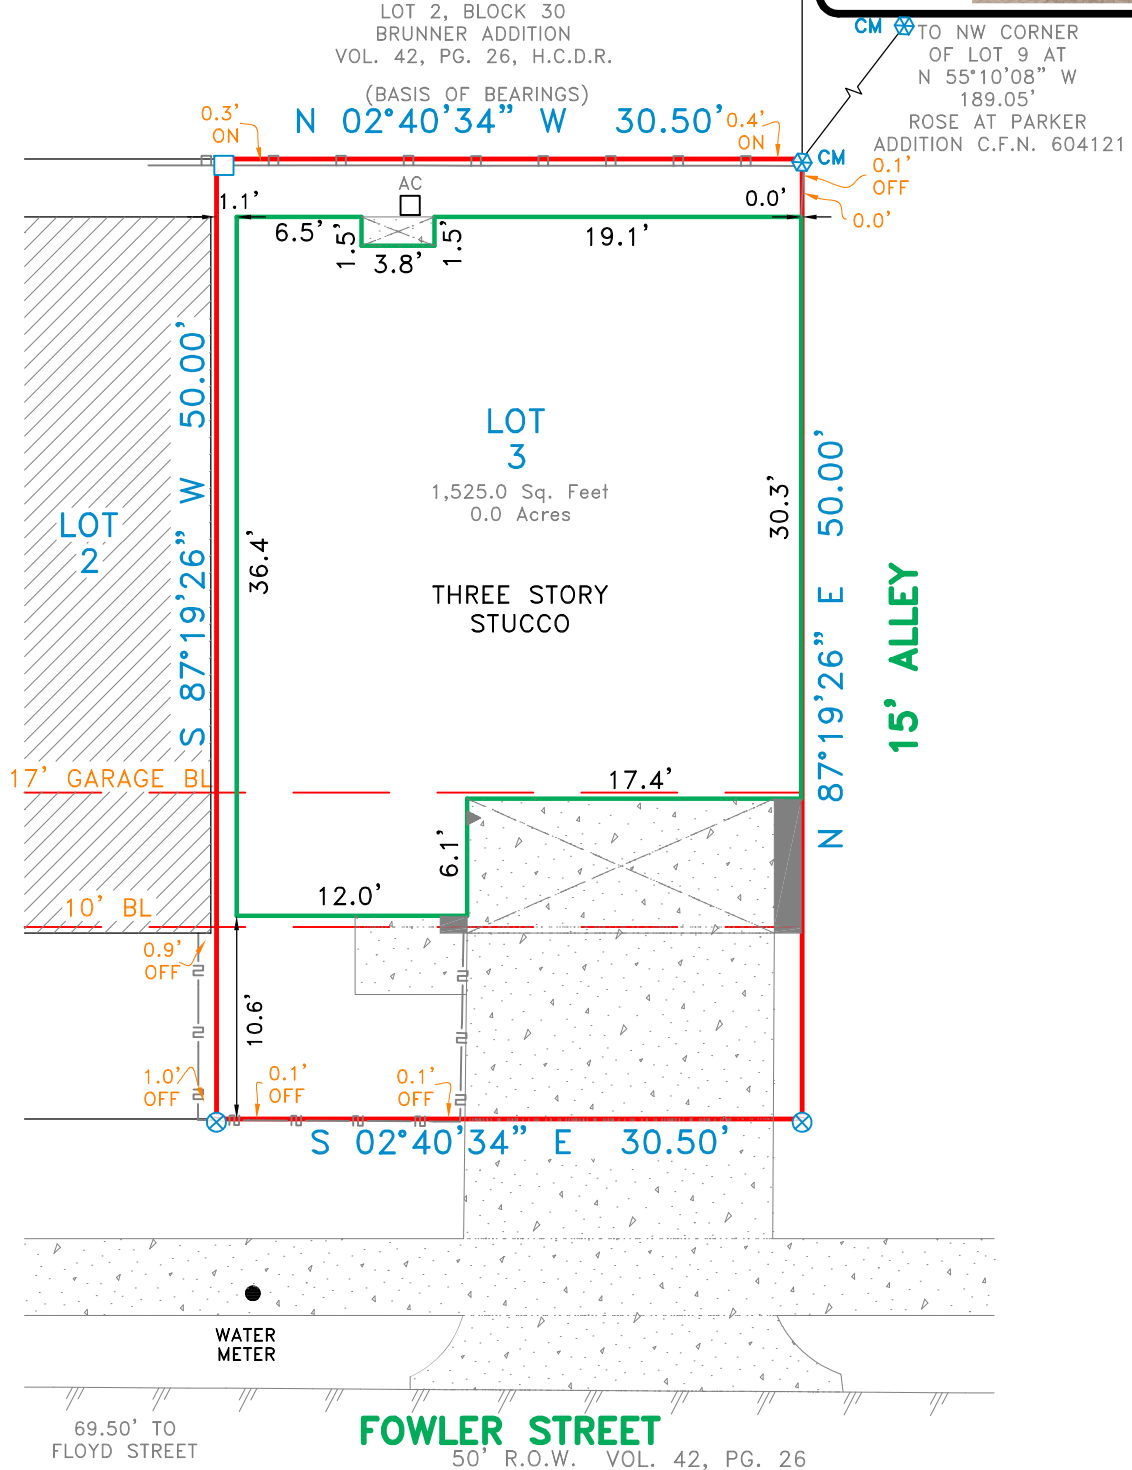 LOT 2, BLOCK 30
BRUNNER ADDITION
VOL. 42, PG. 26, H.C.D.R.
(BASIS OF BEARINGS)
N 02°40'34" W 30.50'
CM
TO NW CORNER
OF LOT 9 AT
N 55°10'08" W
189.05'
ROSE AT PARKER
ADDITION C.F.N. 604121
0.3'
ON
0.4'
ON
CM
0.1'
OFF
0.0'
AC
1.1'
0.0'
6.5'
1.5'
3.8'
1.5'
19.1'
S 87°19'26" W 50.00'
LOT
3
1,525.0 Sq. Feet
0.0 Acres
30.3'
N 87°19'26" E 50.00'
LOT
2
36.4'
THREE STORY
STUCCO
15' ALLEY
17' GARAGE BL
17.4'
6.1'
12.0'
10' BL
0.9'
OFF
10.6'
1.0'
OFF
0.1'
OFF
0.1'
OFF
S 02°40'34" E 30.50'
WATER
METER
69.50' TO
FLOYD STREET
FOWLER STREET
50' R.O.W. VOL. 42, PG. 26